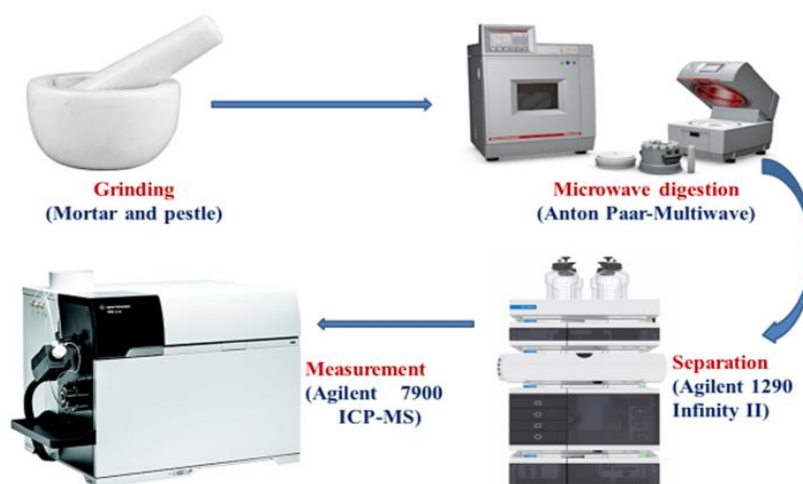 Grinding
(Mortar and pestle)
Microwave digestion
(Anton Paar-Multiwave)
Separation
(Agilent 1290
Infinity II)
Measurement
(Agilent 7900
ICP-MS)